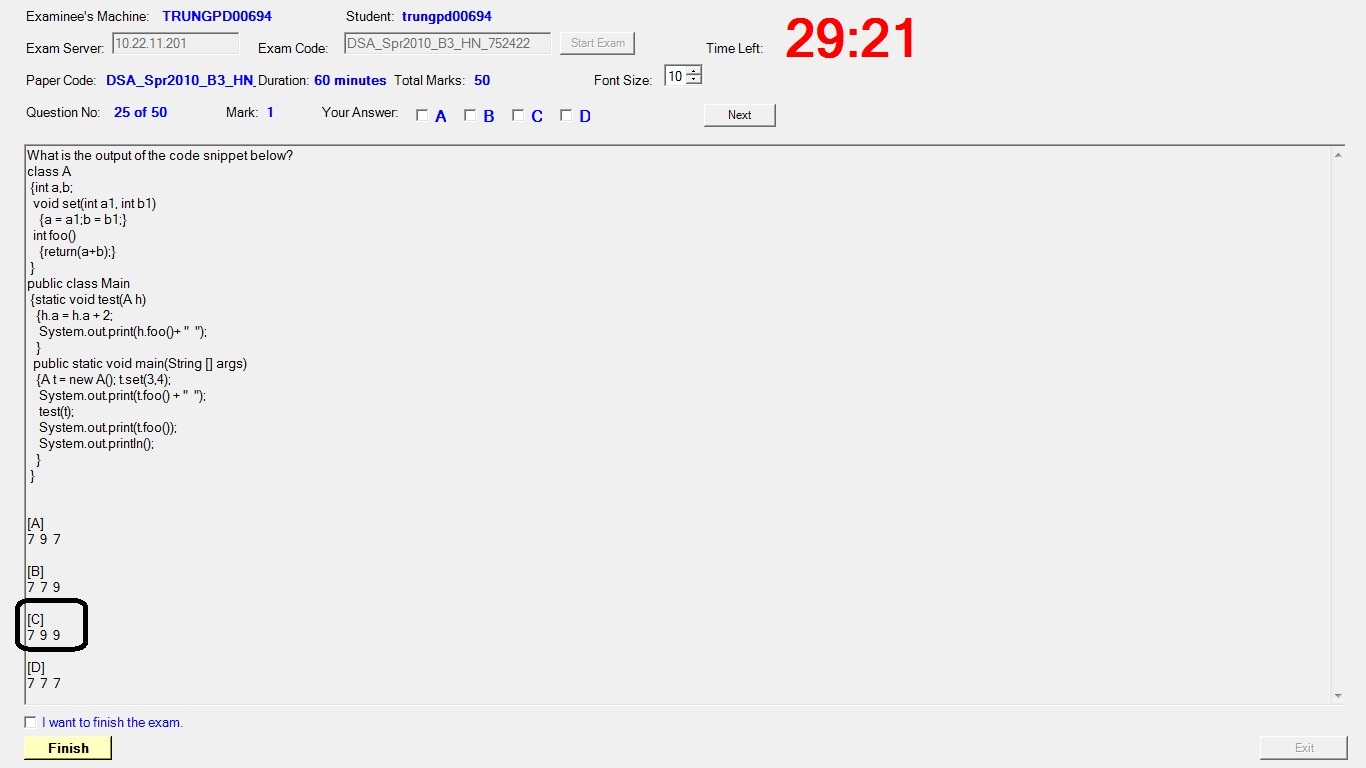 Examinee's Machine: TRUNGPD00694 Student: trungpd00694
Exam Server: 10.22.11.201 Exam Code: DSA_Spr2010_B3_HN_752422 Start Exam Time Left: 29:21
Paper Code: DSA_Spr2010_B3_HN_ Duration: 60 minutes Total Marks: 50 Font Size: 10
Question No: 25 of 50 Mark: 1 Your Answer: A B C D Next
What is the output of the code snippet below?
class A
{int a,b;
void set(int a1, int b1)
{a = a1;b = b1;}
int foo()
{return(a+b);}
}
public class Main
{static void test(A h)
{h.a = h.a + 2;
System.out.print(h.foo()+ "  ");
}
public static void main(String [] args)
{A t = new A(); t.set(3,4);
System.out.print(t.foo() + "  ");
test(t);
System.out.print(t.foo());
System.out.println();
}
}
[A]
7 9 7
[B]
7 7 9
[C]
7 9 9
[D]
7 7 7
I want to finish the exam.
Finish Exit